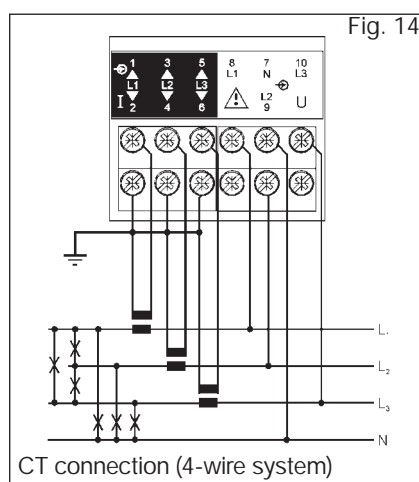 Fig. 14
1 3 5 8 7 10
L1 N L3
L1 L2 L3
I L2 U
2 4 6 9
L₁
L₂
L₃
N
CT connection (4-wire system)